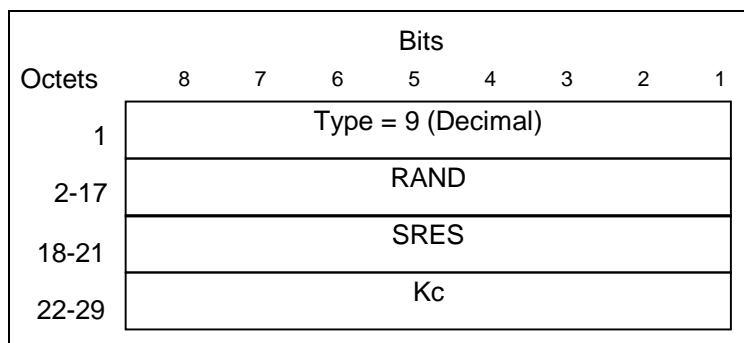 Bits
Octets 8 7 6 5 4 3 2 1
1 Type = 9 (Decimal)
2-17 RAND
18-21 SRES
22-29 Kc